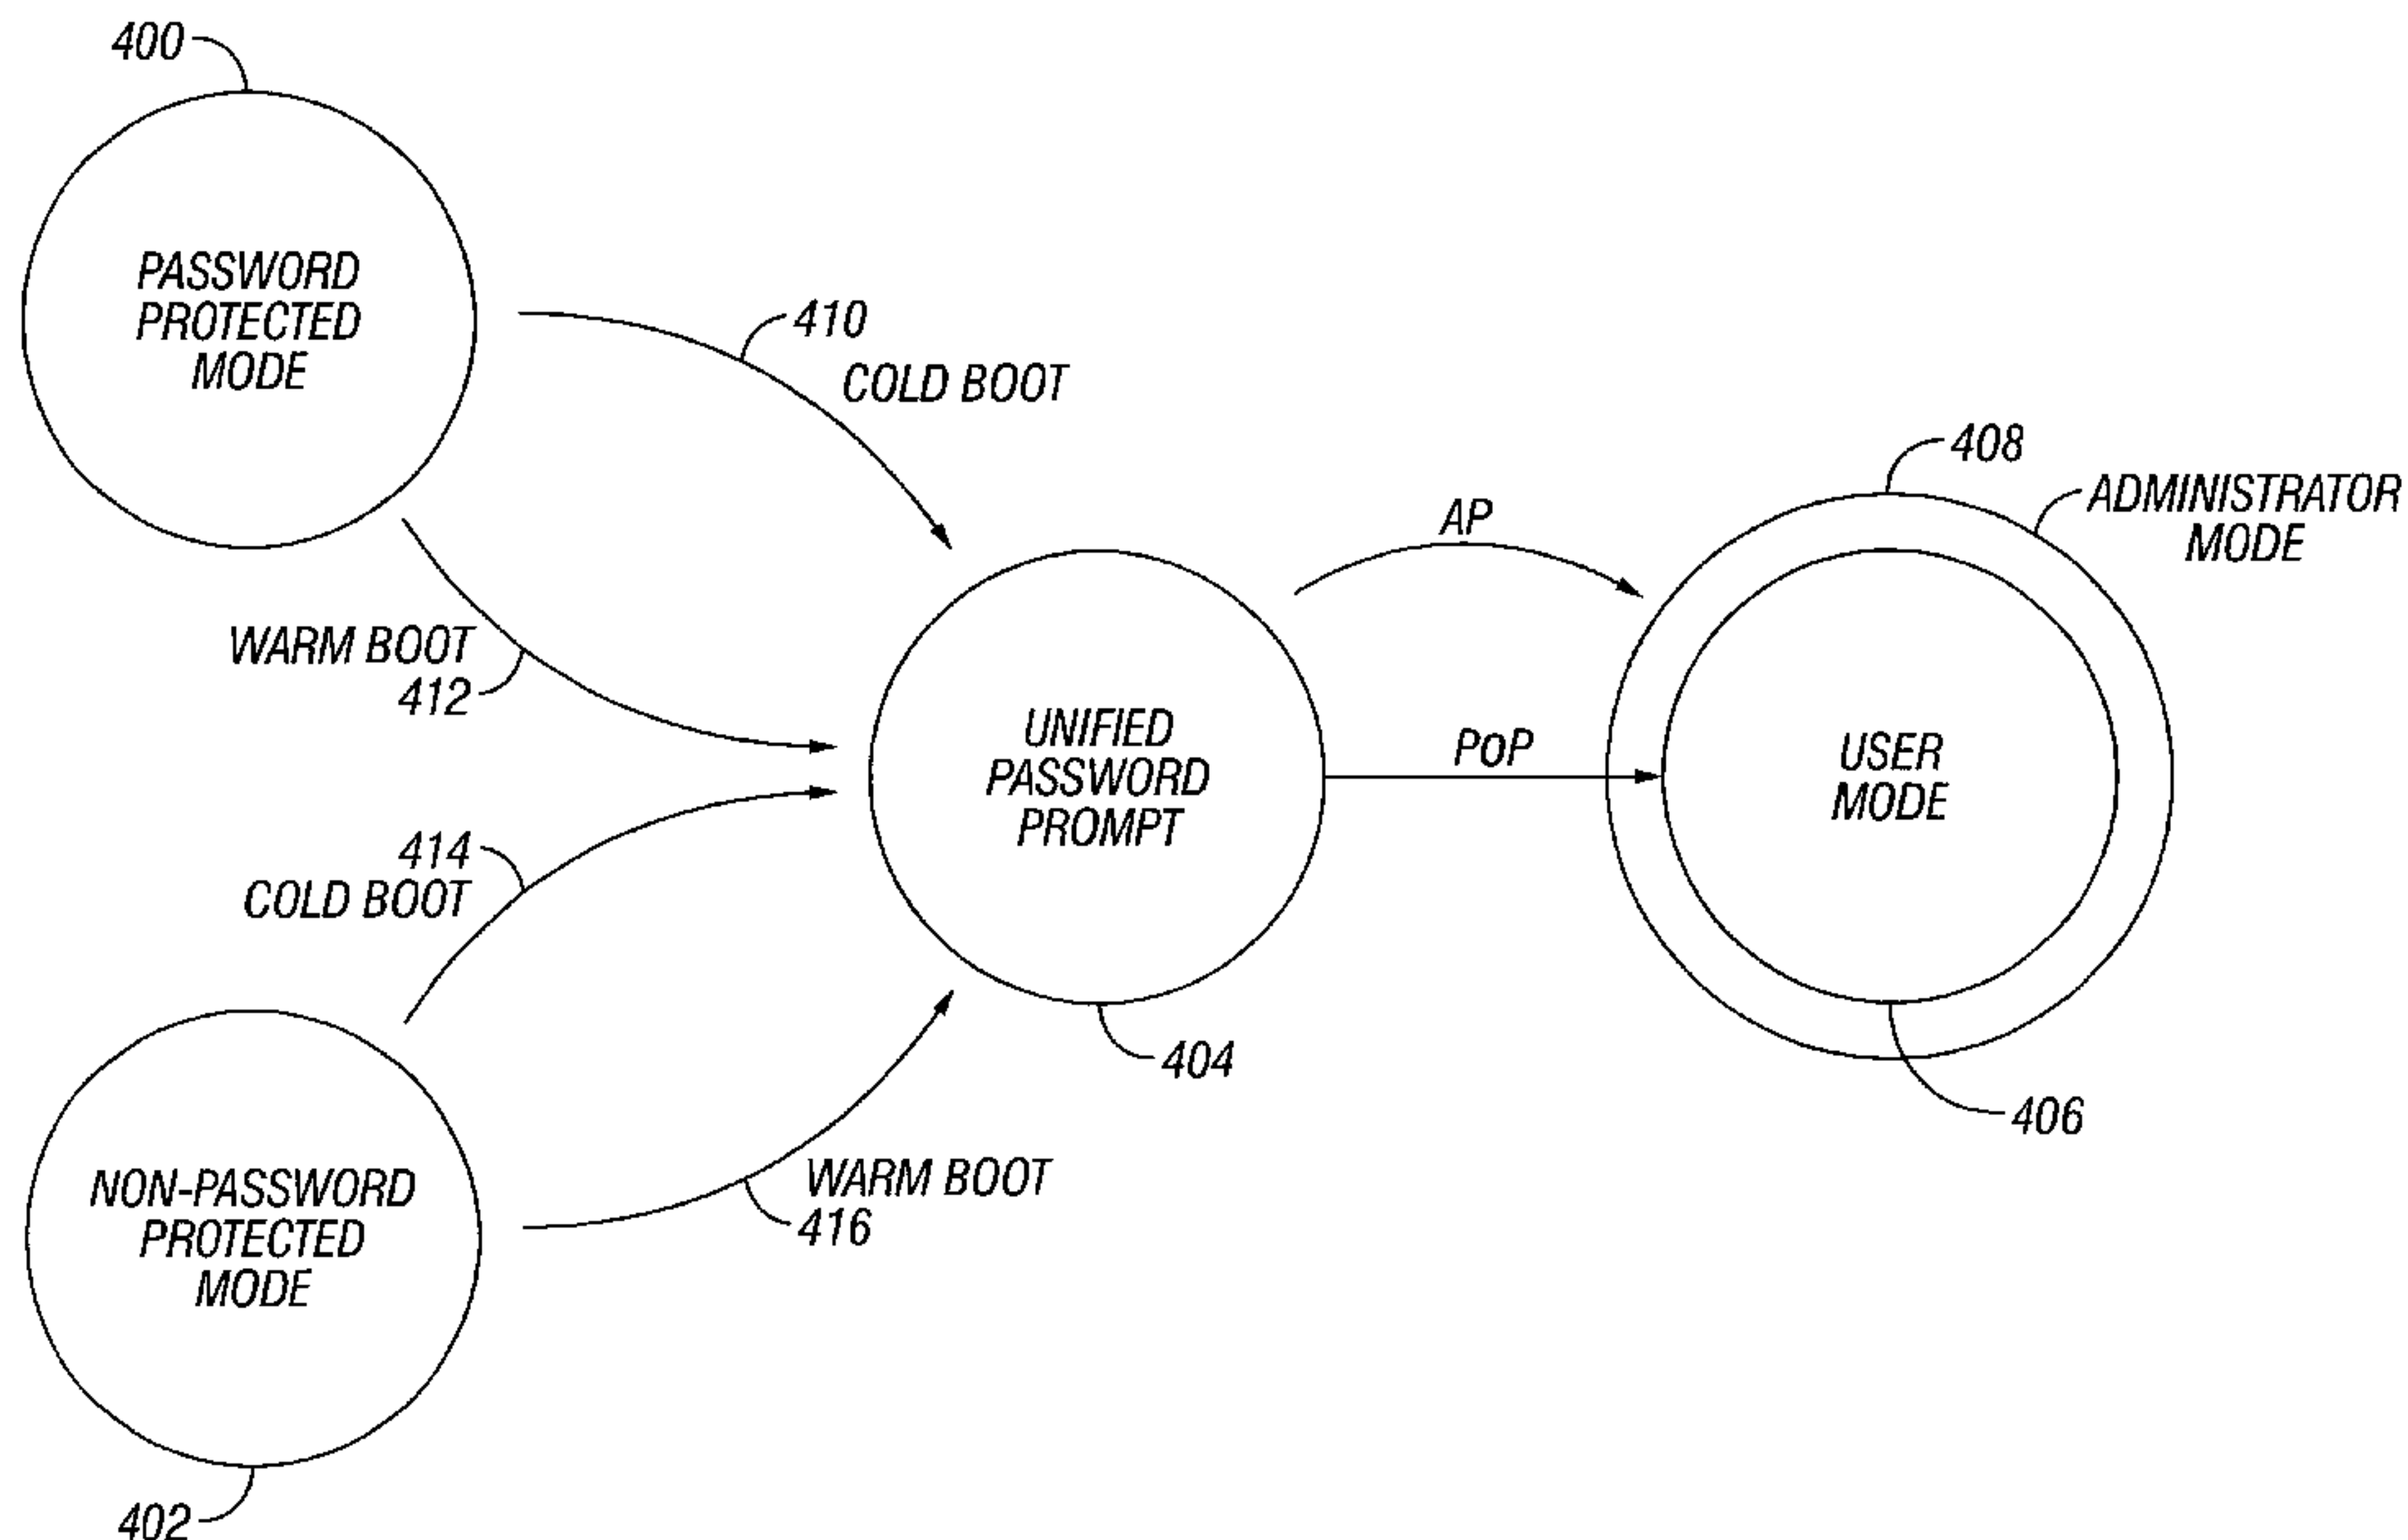 400
PASSWORD
PROTECTED
MODE
410
COLD BOOT
WARM BOOT
412
414
COLD BOOT
NON-PASSWORD
PROTECTED
MODE
402
WARM BOOT
416
UNIFIED
PASSWORD
PROMPT
404
AP
POP
408
ADMINISTRATOR
MODE
USER
MODE
406